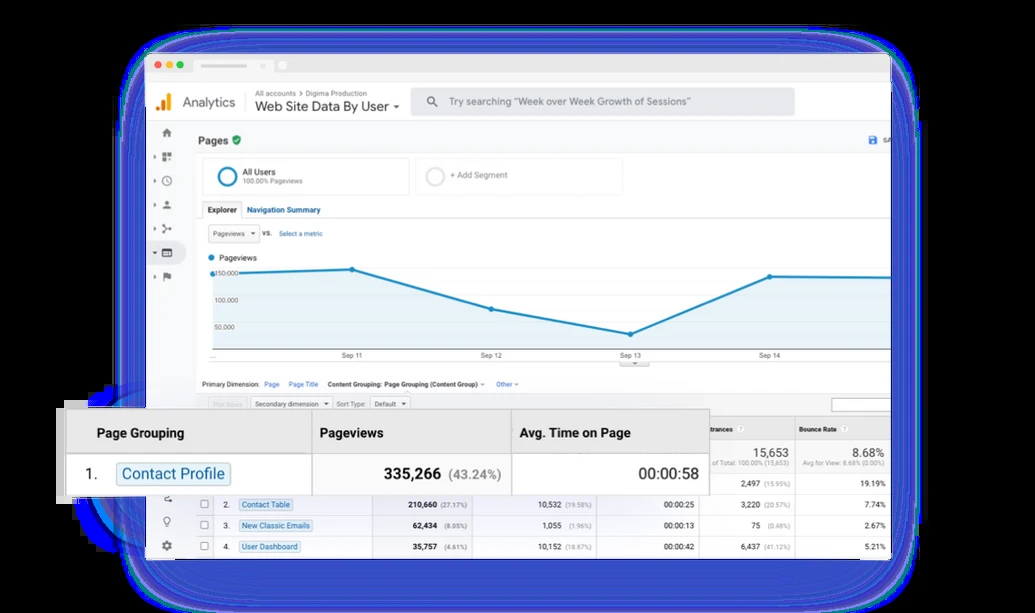 All accounts > Digima Production
Analytics
Web Site Data By User
Try searching "Week over Week Growth of Sessions"
Pages
All Users
100.00% Pageviews
+ Add Segment
Explorer
Navigation Summary
Pageviews
VS.
Select a metric
Pageviews
150,000
100,000
50,000
...
Sep 11
Sep 12
Sep 13
Sep 14
Primary Dimension: Page Page Title Content Grouping: Page Grouping (Content Group) Other
Plot Rows Secondary dimension Sort Type: Default
Page Grouping Pageviews Avg. Time on Page
trances ? Bounce Rate ?
15,653 8.68%
of Total: 100.00% (15,653) Avg for View: 8.68% (0.00%)
1. Contact Profile 335,266 (43.24%) 00:00:58
2,497 (15.95%) 19.19%
2. Contact Table 210,660 (27.17%) 10,532 (19.58%) 00:00:25 3,220 (20.57%) 7.74%
3. New Classic Emails 62,434 (8.05%) 1,055 (1.96%) 00:00:13 75 (0.48%) 2.67%
4. User Dashboard 35,757 (4.61%) 10,152 (18.87%) 00:00:42 6,437 (41.12%) 5.21%